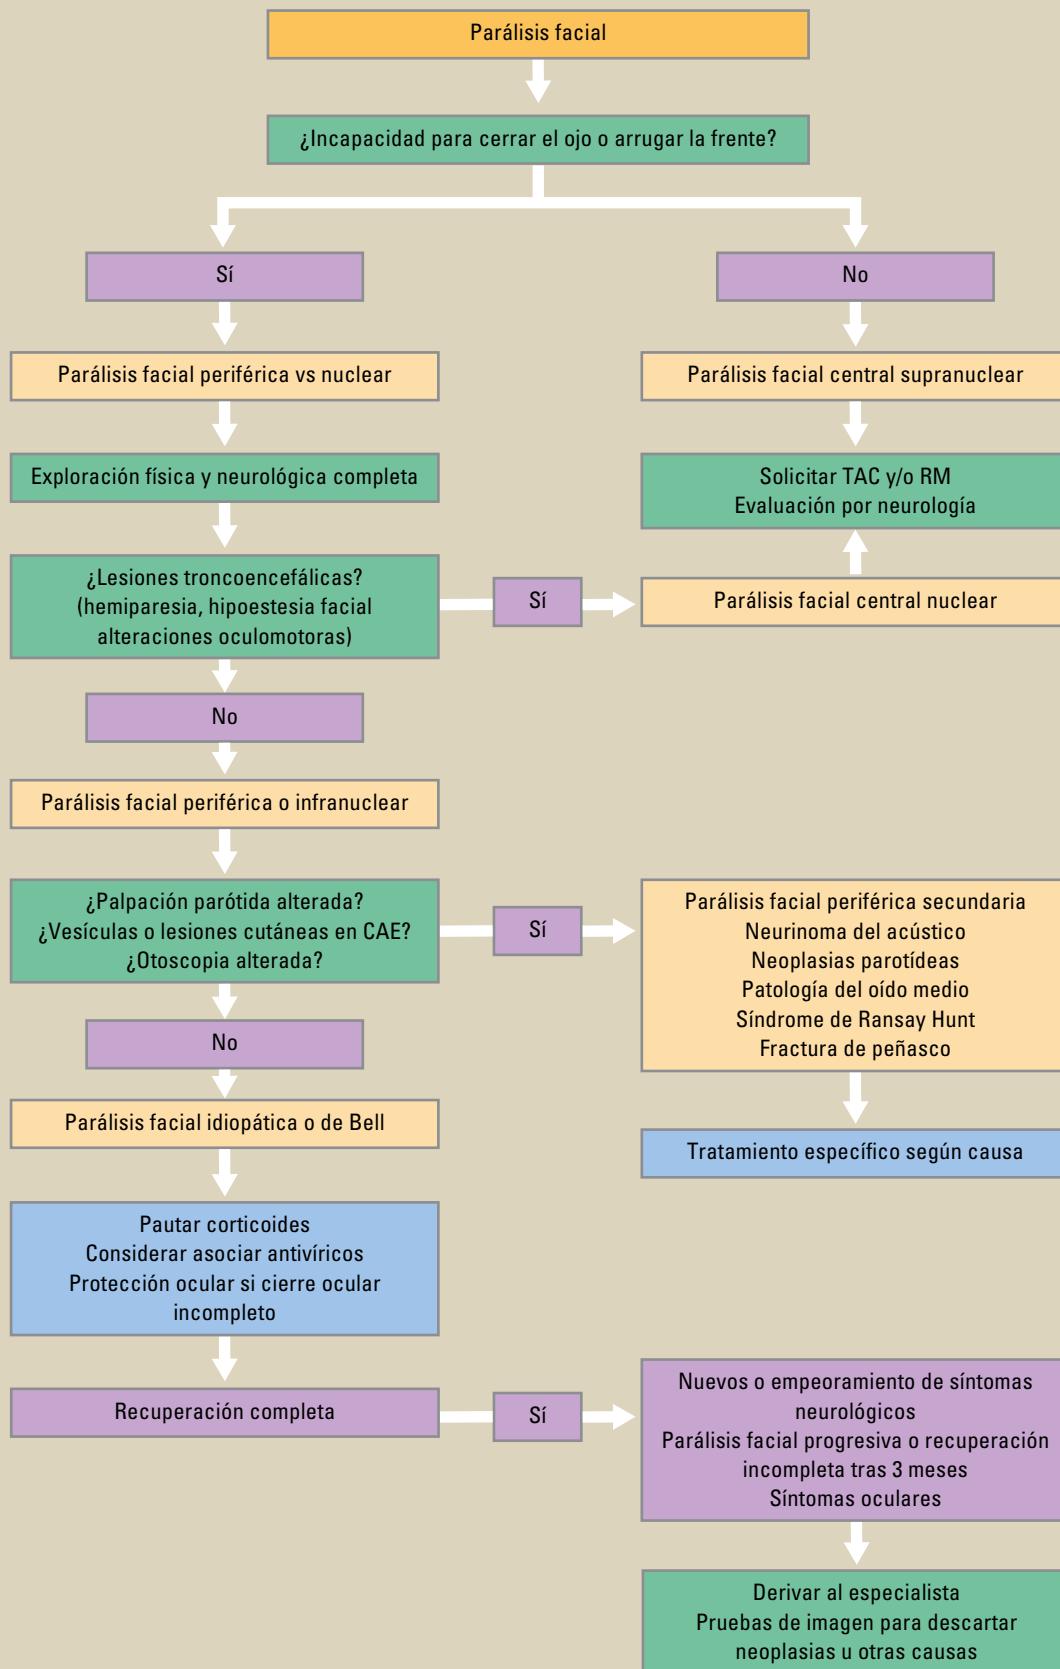 Parálisis facial
¿Incapacidad para cerrar el ojo o arrugar la frente?
Sí
No
Parálisis facial periférica vs nuclear
Parálisis facial central supranuclear
Exploración física y neurológica completa
Solicitar TAC y/o RM
Evaluación por neurología
¿Lesiones troncoencefálicas?
(hemiparesia, hipoestesia facial
alteraciones oculomotoras)
Sí
Parálisis facial central nuclear
No
Parálisis facial periférica o infranuclear
¿Palpación parótida alterada?
¿Vesículas o lesiones cutáneas en CAE?
¿Otoscopia alterada?
Sí
Parálisis facial periférica secundaria
Neurinoma del acústico
Neoplasias parotídeas
Patología del oído medio
Síndrome de Ransay Hunt
Fractura de peñasco
No
Parálisis facial idiopática o de Bell
Tratamiento específico según causa
Pautar corticoides
Considerar asociar antivíricos
Protección ocular si cierre ocular
incompleto
Recuperación completa
Sí
Nuevos o empeoramiento de síntomas
neurológicos
Parálisis facial progresiva o recuperación
incompleta tras 3 meses
Síntomas oculares
Derivar al especialista
Pruebas de imagen para descartar
neoplasias u otras causas